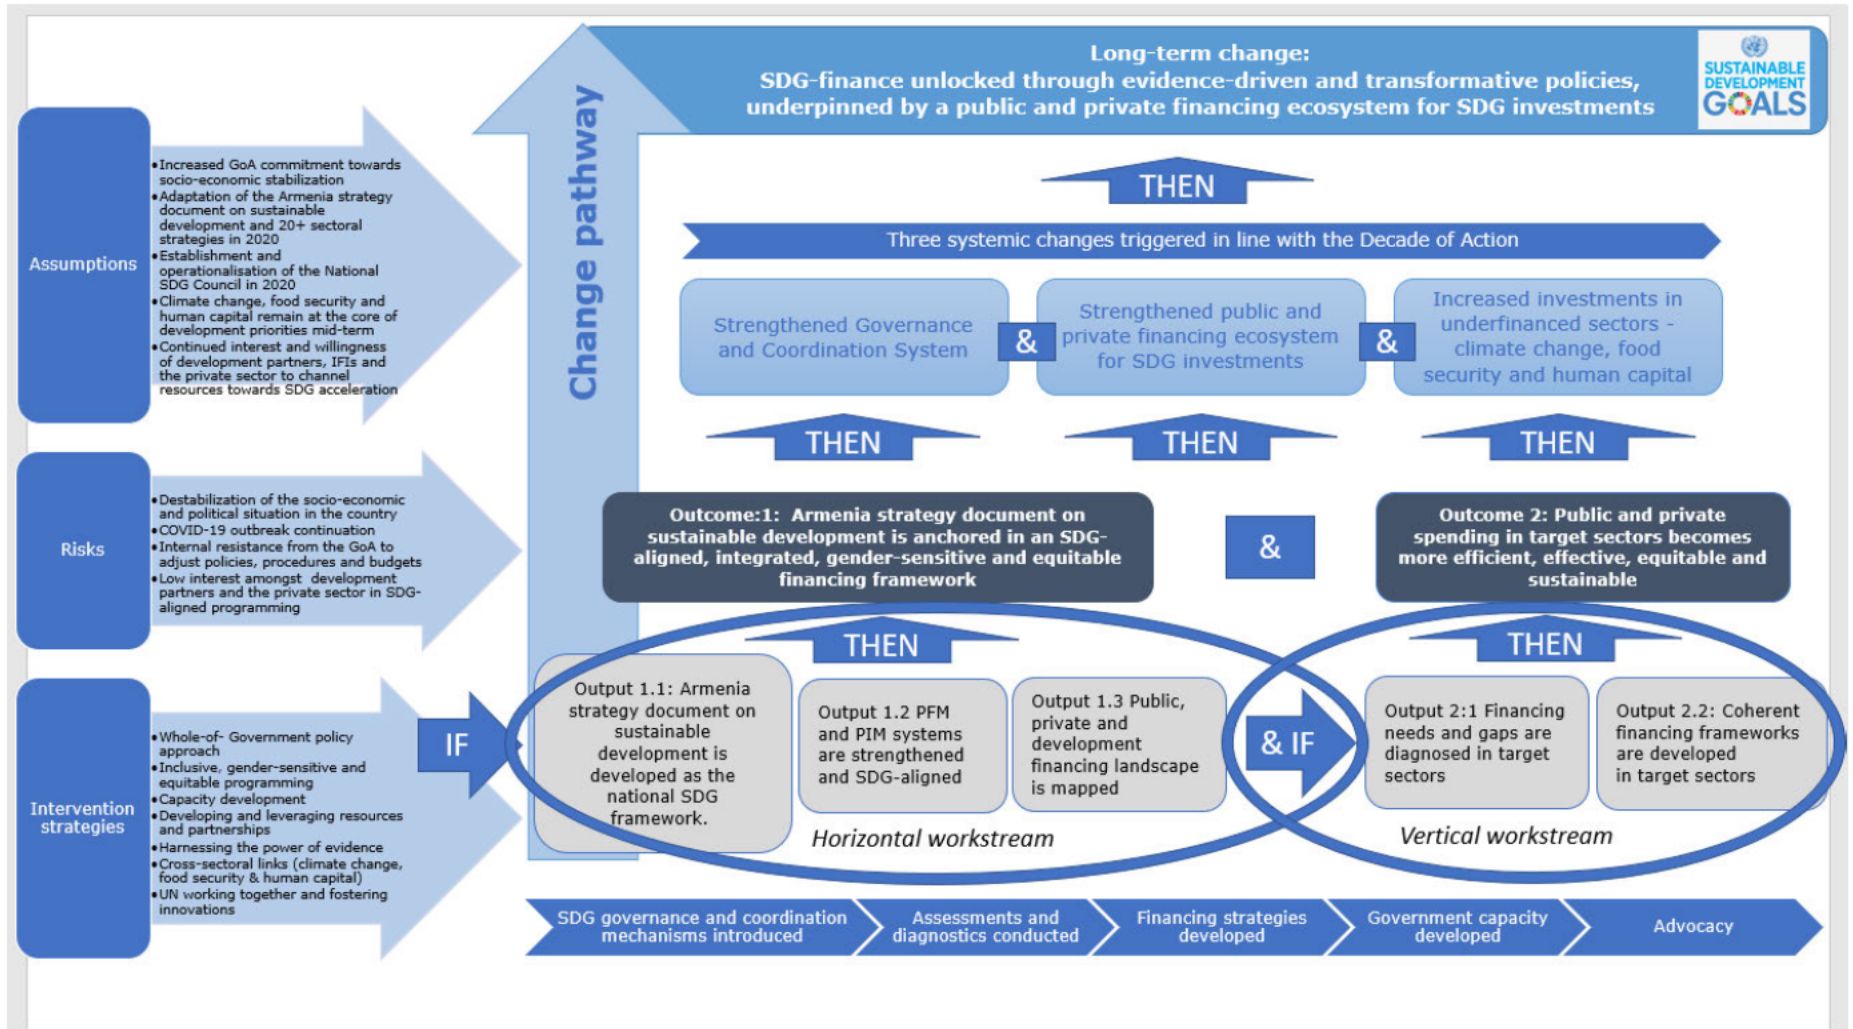 Long-term change:
SDG-finance unlocked through evidence-driven and transformative policies,
underpinned by a public and private financing ecosystem for SDG investments
SUSTAINABLE
DEVELOPMENT
GOALS
Change pathway
Assumptions
•Increased GoA commitment towards
socio-economic stabilization
•Adaptation of the Armenia strategy
document on sustainable
development and 20+ sectoral
strategies in 2020
•Establishment and
operationalisation of the National
SDG Council in 2020
•Climate change, food security and
human capital remain at the core of
development priorities mid-term
•Continued interest and willingness
of development partners, IFIs and
the private sector to channel
resources towards SDG acceleration
THEN
Three systemic changes triggered in line with the Decade of Action
Strengthened Governance
and Coordination System
&
Strengthened public and
private financing ecosystem
for SDG investments
&
Increased investments in
underfinanced sectors -
climate change, food
security and human capital
THEN
THEN
THEN
Risks
•Destabilization of the socio-economic
and political situation in the country
•COVID-19 outbreak continuation
•Internal resistance from the GoA to
adjust policies, procedures and budgets
•Low interest amongst development
partners and the private sector in SDG-
aligned programming
Outcome:1: Armenia strategy document on
sustainable development is anchored in an SDG-
aligned, integrated, gender-sensitive and equitable
financing framework
&
Outcome 2: Public and private
spending in target sectors becomes
more efficient, effective, equitable and
sustainable
THEN
THEN
Intervention
strategies
•Whole-of- Government policy
approach
•Inclusive, gender-sensitive and
equitable programming
•Capacity development
•Developing and leveraging resources
and partnerships
•Harnessing the power of evidence
•Cross-sectoral links (climate change,
food security & human capital)
•UN working together and fostering
innovations
IF
Output 1.1: Armenia
strategy document on
sustainable
development is
developed as the
national SDG
framework.
Output 1.2 PFM
and PIM systems
are strengthened
and SDG-aligned
Output 1.3 Public,
private and
development
financing landscape
is mapped
& IF
Output 2:1 Financing
needs and gaps are
diagnosed in target
sectors
Output 2.2: Coherent
financing frameworks
are developed
in target sectors
Horizontal workstream
Vertical workstream
SDG governance and coordination
mechanisms introduced
Assessments and
diagnostics conducted
Financing strategies
developed
Government capacity
developed
Advocacy